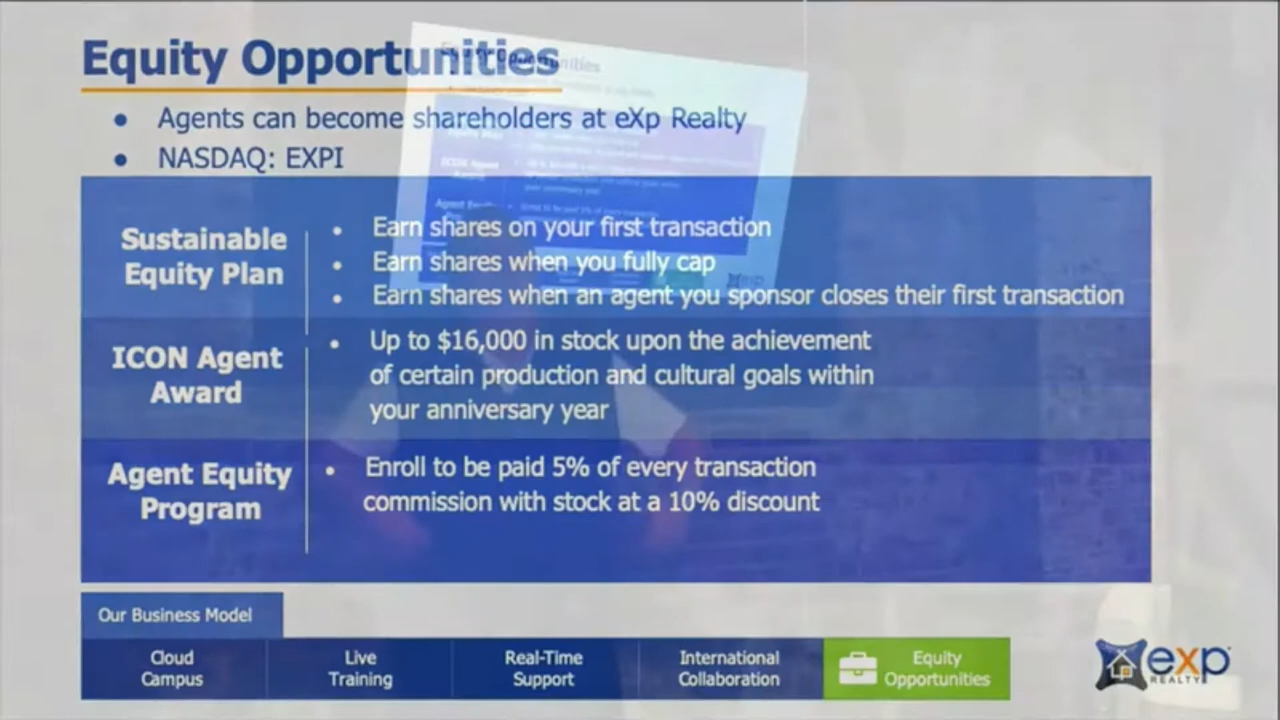 Equity Opportunities
Agents can become shareholders at eXp Realty
NASDAQ: EXPI
Sustainable
Equity Plan
Earn shares on your first transaction
Earn shares when you fully cap
Earn shares when an agent you sponsor closes their first transaction
ICON Agent
Award
Up to $16,000 in stock upon the achievement
of certain production and cultural goals within
your anniversary year
Agent Equity
Program
Enroll to be paid 5% of every transaction
commission with stock at a 10% discount
Our Business Model
Cloud
Campus
Live
Training
Real-Time
Support
International
Collaboration
Equity
Opportunities
exp
REALTY